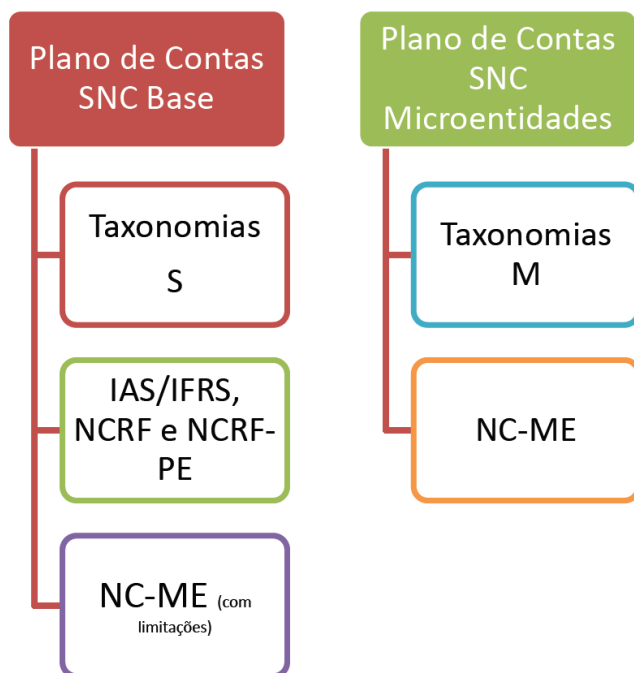 Plano de Contas
SNC Base
Taxonomias
S
IAS/IFRS,
NCRF e NCRF-
PE
NC-ME (com
limitações)
Plano de Contas
SNC
Microentidades
Taxonomias
M
NC-ME